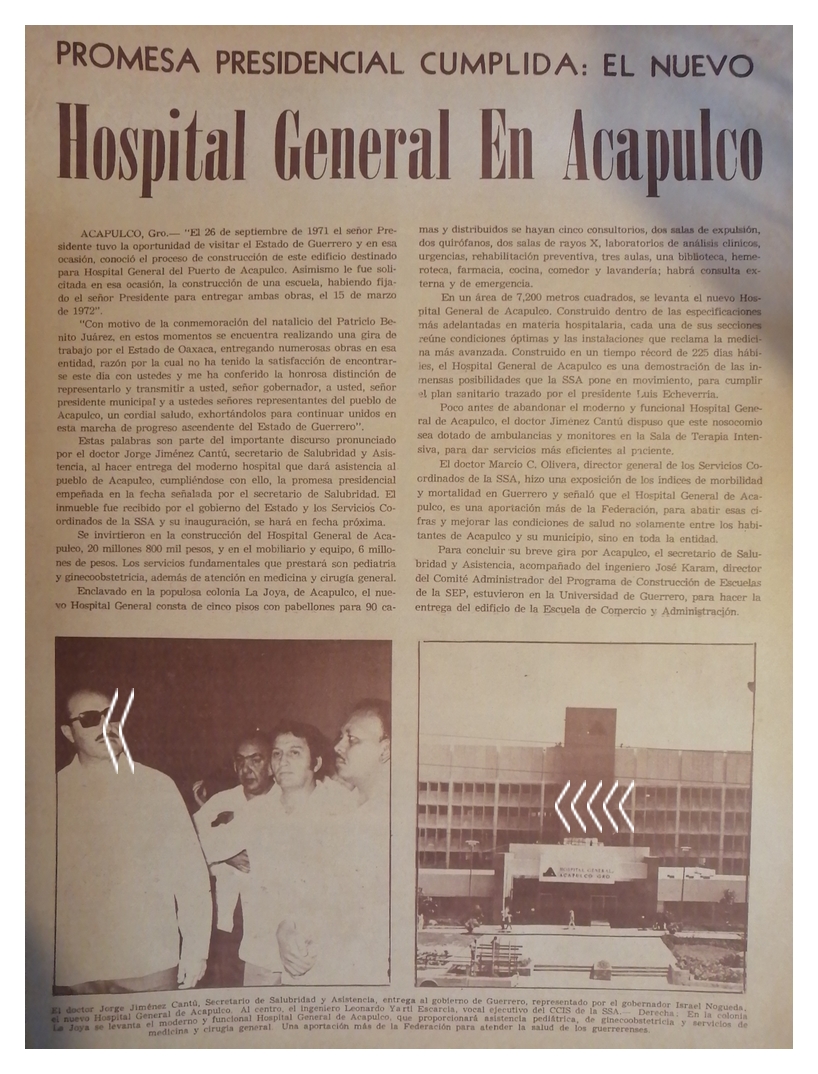 PROMESA PRESIDENCIAL CUMPLIDA: EL NUEVO
Hospital General En Acapulco
ACAPULCO, Gro.— "El 26 de septiembre de 1971 el señor Pre-
sidente tuvo la oportunidad de visitar el Estado de Guerrero y en esa
ocasión, conoció el proceso de construcción de este edificio destinado
para Hospital General del Puerto de Acapulco. Asimismo le fue soli-
citada en esa ocasión, la construcción de una escuela, habiendo fija-
do el señor Presidente para entregar ambas obras, el 15 de marzo
de 1972".
"Con motivo de la conmemoración del natalicio del Patricio Be-
nito Juárez, en estos momentos se encuentra realizando una gira de
trabajo por el Estado de Oaxaca, entregando numerosas obras en esa
entidad, razón por la cual no ha tenido la satisfacción de encontrar-
se este día con ustedes y me ha conferido la honrosa distinción de
representarlo y transmitir a usted, señor gobernador, a usted, señor
presidente municipal y a ustedes señores representantes del pueblo de
Acapulco, un cordial saludo, exhortándolos para continuar unidos en
esta marcha de progreso ascendente del Estado de Guerrero".
Estas palabras son parte del importante discurso pronunciado
por el doctor Jorge Jiménez Cantú, secretario de Salubridad y Asis-
tencia, al hacer entrega del moderno hospital que dará asistencia al
pueblo de Acapulco, cumpliéndose con ello, la promesa presidencial
empeñada en la fecha señalada por el secretario de Salubridad. El
inmueble fue recibido por el gobierno del Estado y los Servicios Co-
ordinados de la SSA y su inauguración, se hará en fecha próxima.
Se invirtieron en la construcción del Hospital General de Aca-
pulco, 20 millones 800 mil pesos, y en el mobiliario y equipo, 6 millo-
nes de pesos. Los servicios fundamentales que prestará son pediatría
y ginecoobstetricia, además de atención en medicina y cirugía general.
Enclavado en la populosa colonia La Joya, de Acapulco, el nue-
vo Hospital General consta de cinco pisos con pabellones para 90 ca-
mas y distribuidos se hayan cinco consultorios, dos salas de expulsión,
dos quirófanos, dos salas de rayos X, laboratorios de análisis clínicos,
urgencias, rehabilitación preventiva, tres aulas, una biblioteca, heme-
roteca, farmacia, cocina, comedor y lavandería; habrá consulta ex-
terna y de emergencia.
En un área de 7,200 metros cuadrados, se levanta el nuevo Hos-
pital General de Acapulco. Construido dentro de las especificaciones
más adelantadas en materia hospitalaria, cada una de sus secciones
reúne condiciones óptimas y las instalaciones que reclama la medici-
na más avanzada. Construido en un tiempo récord de 225 días hábi-
les, el Hospital General de Acapulco es una demostración de las in-
mensas posibilidades que la SSA pone en movimiento, para cumplir
el plan sanitario trazado por el presidente Luis Echeverría.
Poco antes de abandonar el moderno y funcional Hospital Gene-
ral de Acapulco, el doctor Jiménez Cantú dispuso que este nosocomio
sea dotado de ambulancias y monitores en la Sala de Terapia Inten-
siva, para dar servicios más eficientes al paciente.
El doctor Marcio C. Olivera, director general de los Servicios Co-
ordinados de la SSA, hizo una exposición de los índices de morbilidad
y mortalidad en Guerrero y señaló que el Hospital General de Aca-
pulco, es una aportación más de la Federación, para abatir esas ci-
fras y mejorar las condiciones de salud no solamente entre los habi-
tantes de Acapulco y su municipio, sino en toda la entidad.
Para concluir su breve gira por Acapulco, el secretario de Salu-
bridad y Asistencia, acompañado del ingeniero José Karam, director
del Comité Administrador del Programa de Construcción de Escuelas
de la SEP, estuvieron en la Universidad de Guerrero, para hacer la
entrega del edificio de la Escuela de Comercio y Administración.
HOSPITAL GENERAL
ACAPULCO GRO
El doctor Jorge Jiménez Cantú, Secretario de Salubridad y Asistencia, entrega al gobierno de Guerrero, representado por el gobernador Israel Nogueda,
el nuevo Hospital General de Acapulco. Al centro, el ingeniero Leonardo Yarti Escarcia, vocal ejecutivo del CCIS de la SSA.— Derecha: En la colonia
La Joya se levanta el moderno y funcional Hospital General de Acapulco, que proporcionará asistencia pediátrica, de ginecoobstetricia y servicios de
medicina y cirugía general. Una aportación más de la Federación para atender la salud de los guerrerenses.